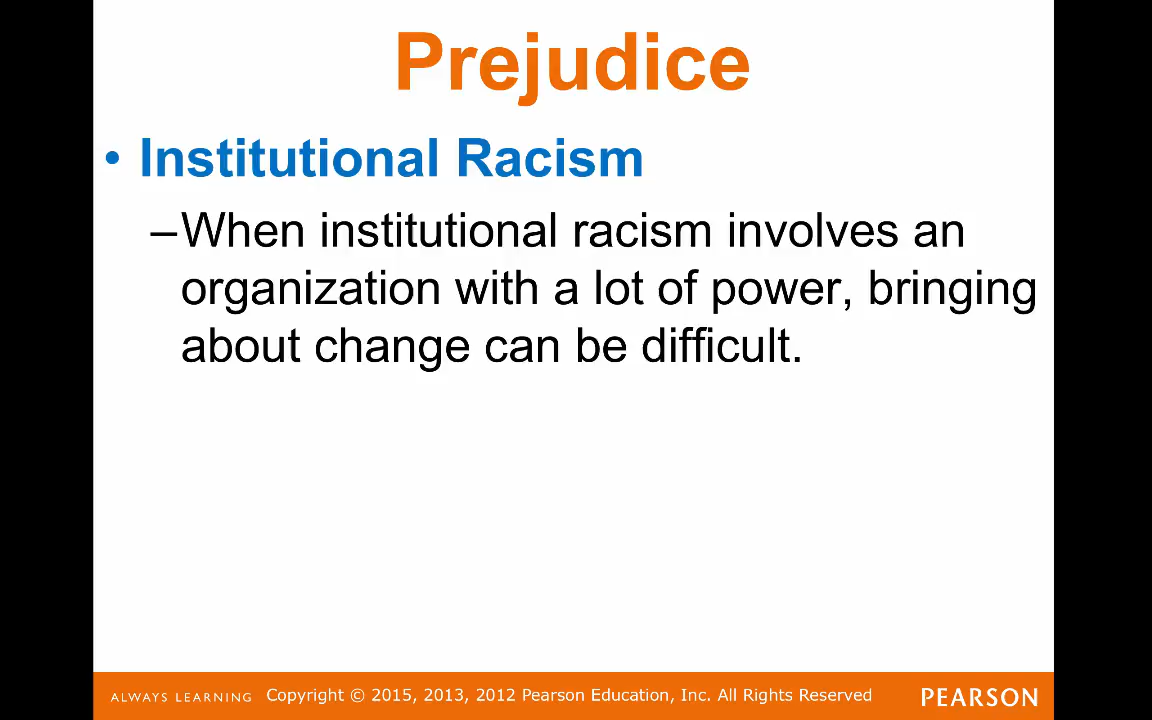 Prejudice
• Institutional Racism
–When institutional racism involves an
organization with a lot of power, bringing
about change can be difficult.
ALWAYS LEARNING Copyright © 2015, 2013, 2012 Pearson Education, Inc. All Rights Reserved PEARSON